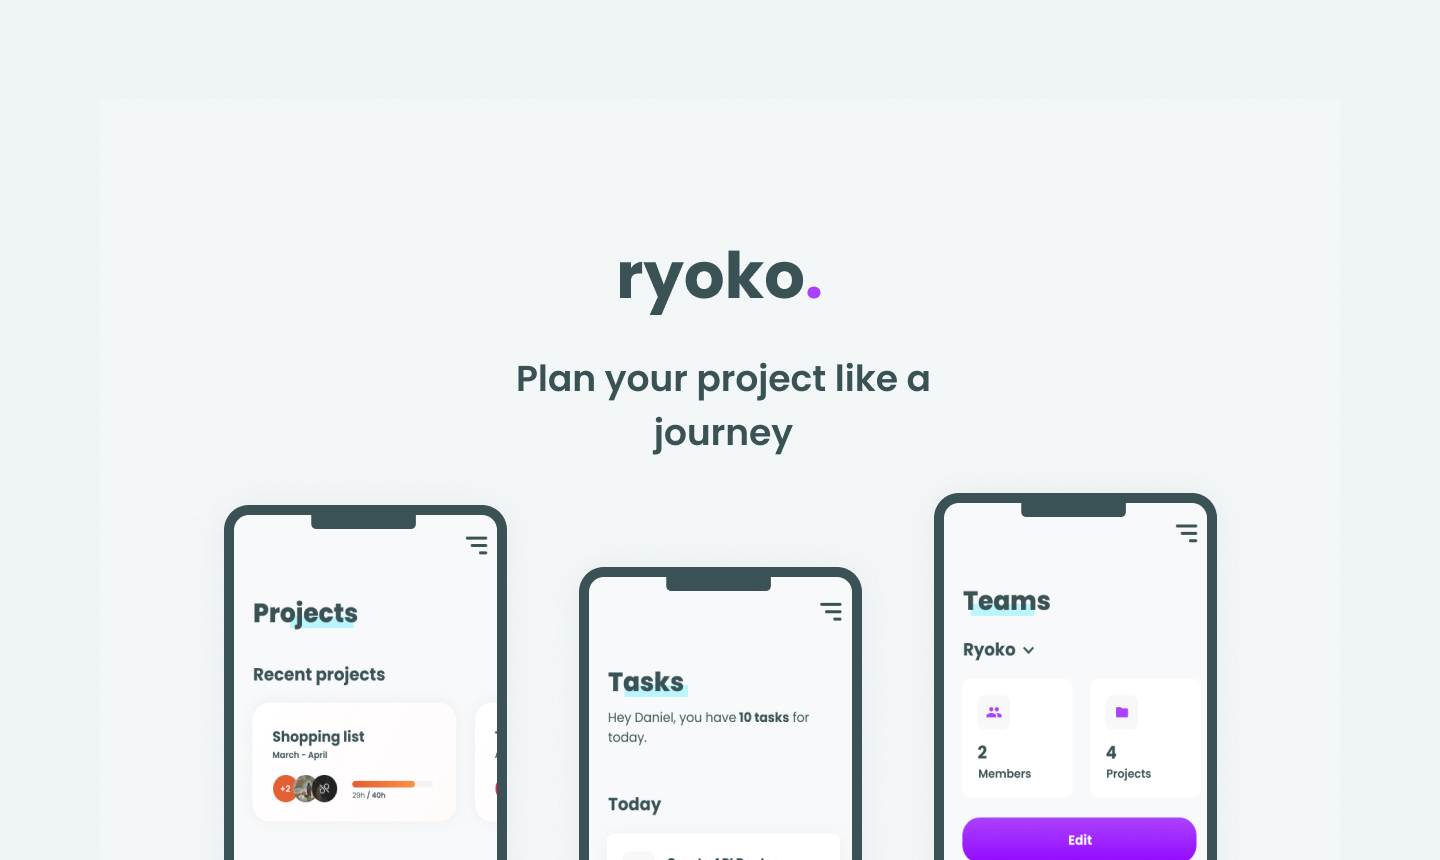 ryoko.
Plan your project like a
journey
Projects
Recent projects
Shopping list
March - April
+2
29h / 40h
Tasks
Hey Daniel, you have 10 tasks for
today.
Today
Teams
Ryoko
2
Members
4
Projects
Edit